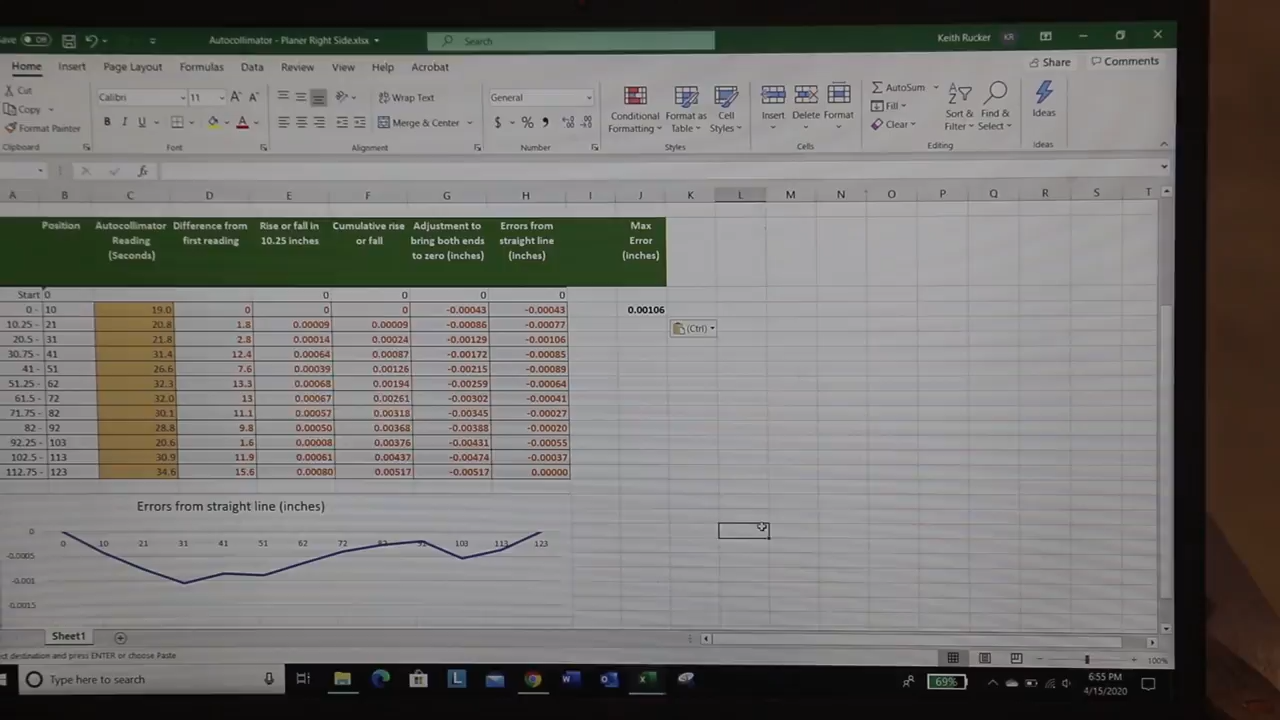 ave Off Autocollimator - Planer Right Side.xlsx Search Keith Rucker KR
Home Insert Page Layout Formulas Data Review View Help Acrobat Share Comments
Cut Calibri 11 A A Wrap Text General AutoSum
Copy Fill
Format Painter B I U A Merge & Center $ % Conditional Formatting Format as Table Cell Styles Insert Delete Format Clear Sort & Filter Find & Select Ideas
Clipboard Font Alignment Number Styles Cells Editing Ideas
fx
A B C D E F G H I J K L M N O P Q R S T
Position Autocollimator Difference from Rise or fall in Cumulative rise Adjustment to Errors from Max
Reading first reading 10.25 inches or fall bring both ends straight line Error
(Seconds) to zero (inches) (inches) (inches)
Start 0 0 0 0 0
0 - 10 19.0 0 0 0 -0.00043 -0.00043 0.00106
10.25 - 21 20.8 1.8 0.00009 0.00009 -0.00086 -0.00077 (Ctrl)
20.5 - 31 21.8 2.8 0.00014 0.00024 -0.00129 -0.00106
30.75 - 41 31.4 12.4 0.00064 0.00087 -0.00172 -0.00085
41 - 51 26.6 7.6 0.00039 0.00126 -0.00215 -0.00089
51.25 - 62 32.3 13.3 0.00068 0.00194 -0.00259 -0.00064
61.5 - 72 32.0 13 0.00067 0.00261 -0.00302 -0.00041
71.75 - 82 30.1 11.1 0.00057 0.00318 -0.00345 -0.00027
82 - 92 28.8 9.8 0.00050 0.00368 -0.00388 -0.00020
92.25 - 103 20.6 1.6 0.00008 0.00376 -0.00431 -0.00055
102.5 - 113 30.9 11.9 0.00061 0.00437 -0.00474 -0.00037
112.75 - 123 34.6 15.6 0.00080 0.00517 -0.00517 0.00000
Errors from straight line (inches)
0
0 10 21 31 41 51 62 72 82 92 103 113 123
-0.0005
-0.001
-0.0015
Sheet1
ct destination and press ENTER or choose Paste 100%
Type here to search 69% 6:55 PM
4/15/2020